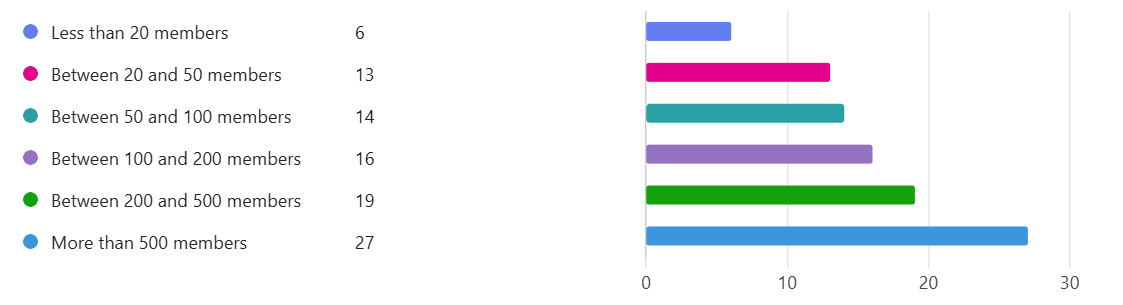 Less than 20 members 6
Between 20 and 50 members 13
Between 50 and 100 members 14
Between 100 and 200 members 16
Between 200 and 500 members 19
More than 500 members 27
0 10 20 30